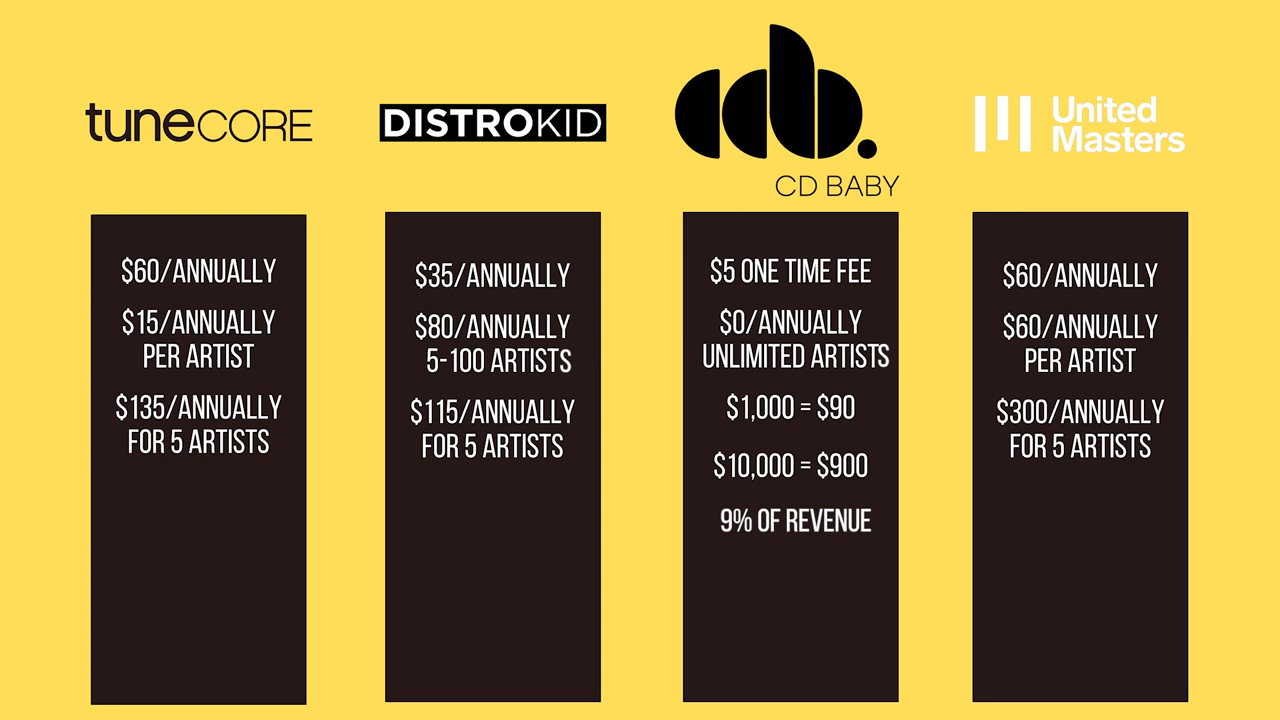 tuneCORE
$60/ANNUALLY
$15/ANNUALLY
PER ARTIST
$135/ANNUALLY
FOR 5 ARTISTS
DISTROKID
$35/ANNUALLY
$80/ANNUALLY
5-100 ARTISTS
$115/ANNUALLY
FOR 5 ARTISTS
cdb.
CD BABY
$5 ONE TIME FEE
$0/ANNUALLY
UNLIMITED ARTISTS
$1,000 = $90
$10,000 = $900
9% OF REVENUE
United
Masters
$60/ANNUALLY
$60/ANNUALLY
PER ARTIST
$300/ANNUALLY
FOR 5 ARTISTS